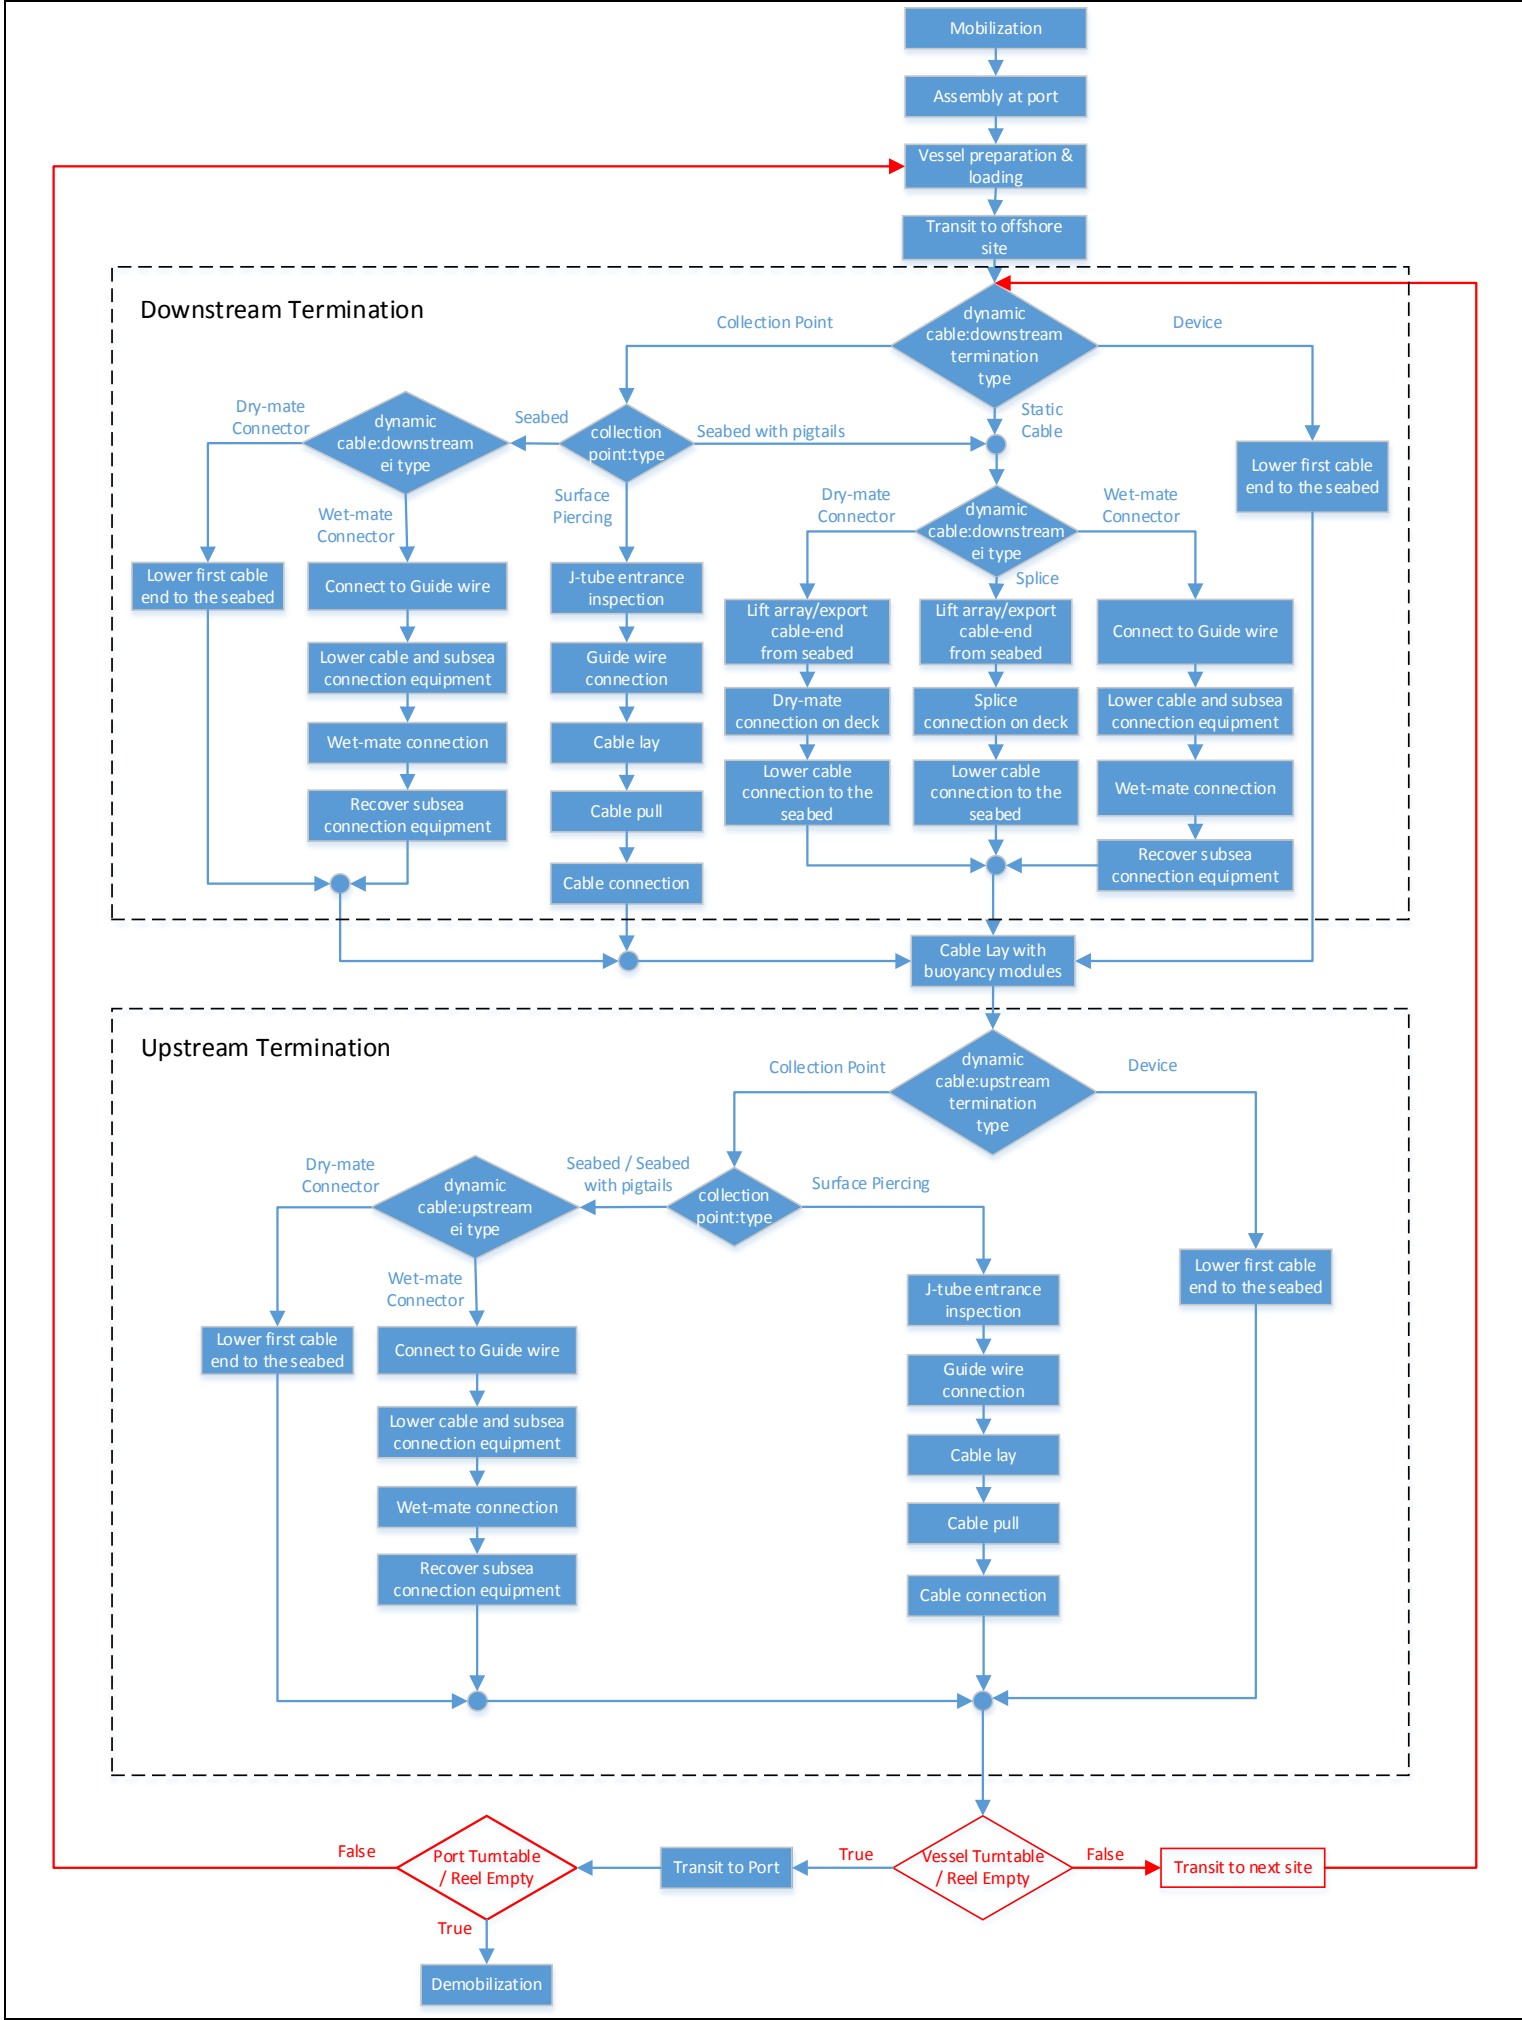 Mobilization
Assembly at port
Vessel preparation &
loading
Transit to offshore
site
Downstream Termination
Collection Point
dynamic
cable:downstream
termination
type
Device
Dry-mate
Connector
dynamic
cable:downstream
ei type
Seabed
collection
point:type
Seabed with pigtails
Static
Cable
Lower first cable
end to the seabed
Wet-mate
Connector
Surface
Piercing
Dry-mate
Connector
dynamic
cable:downstream
ei type
Wet-mate
Connector
Splice
Lower first cable
end to the seabed
Connect to Guide wire
Lower cable and subsea
connection equipment
Wet-mate connection
Recover subsea
connection equipment
J-tube entrance
inspection
Guide wire
connection
Cable lay
Cable pull
Cable connection
Lift array/export
cable-end
from seabed
Dry-mate
connection on deck
Lower cable
connection to the
seabed
Lift array/export
cable-end
from seabed
Splice
connection on deck
Lower cable
connection to the
seabed
Connect to Guide wire
Lower cable and subsea
connection equipment
Wet-mate connection
Recover subsea
connection equipment
Cable Lay with
buoyancy modules
Upstream Termination
Collection Point
dynamic
cable:upstream
termination
type
Device
Dry-mate
Connector
dynamic
cable:upstream
ei type
Seabed / Seabed
with pigtails
collection
point:type
Surface Piercing
Wet-mate
Connector
Lower first cable
end to the seabed
Connect to Guide wire
Lower cable and subsea
connection equipment
Wet-mate connection
Recover subsea
connection equipment
J-tube entrance
inspection
Guide wire
connection
Cable lay
Cable pull
Cable connection
Lower first cable
end to the seabed
False
Port Turntable
/ Reel Empty
Transit to Port
True
Vessel Turntable
/ Reel Empty
False
Transit to next site
True
Demobilization